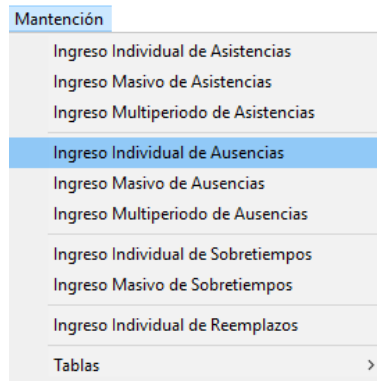 Mantención
Ingreso Individual de Asistencias
Ingreso Masivo de Asistencias
Ingreso Multiperiodo de Asistencias
Ingreso Individual de Ausencias
Ingreso Masivo de Ausencias
Ingreso Multiperiodo de Ausencias
Ingreso Individual de Sobretiempos
Ingreso Masivo de Sobretiempos
Ingreso Individual de Reemplazos
Tablas